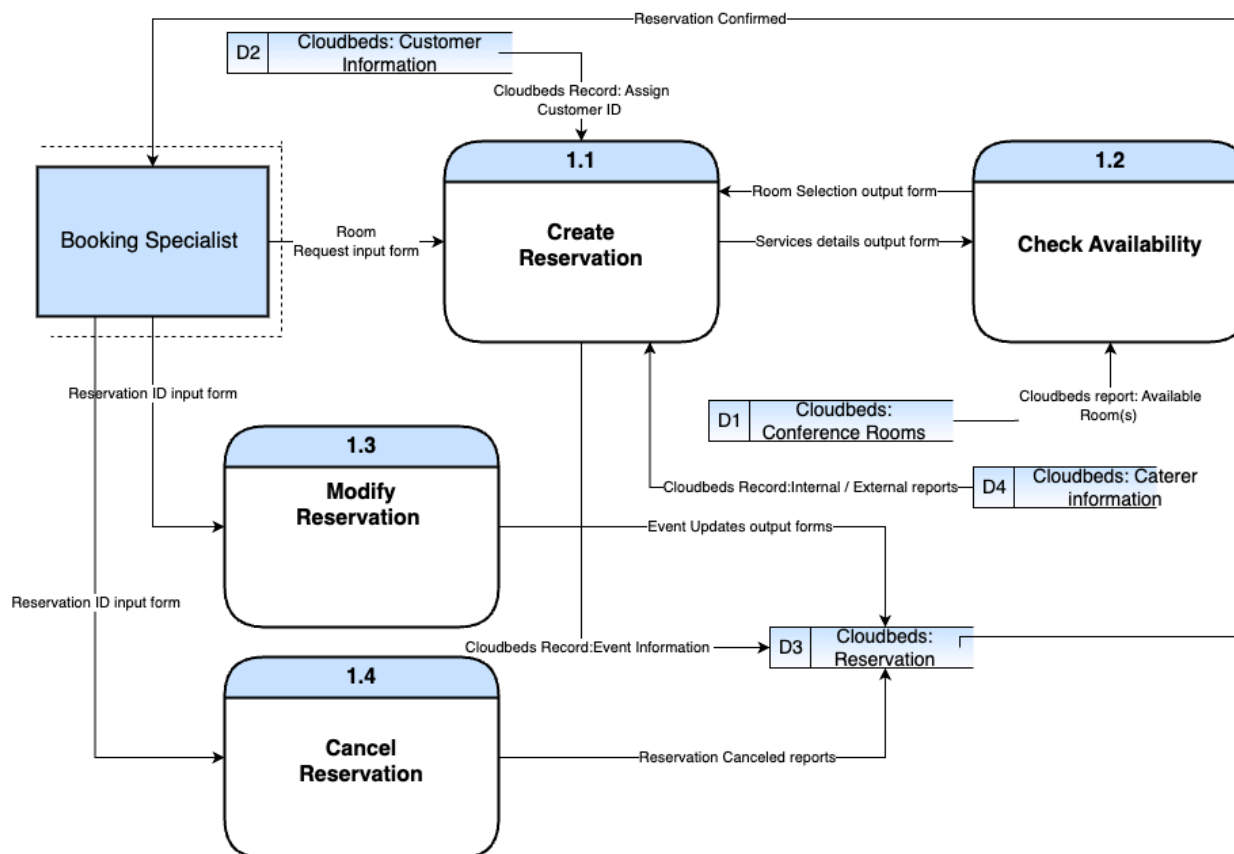 Reservation Confirmed
D2
Cloudbeds: Customer
Information
Cloudbeds Record: Assign
Customer ID
1.1
1.2
Room Selection output form
Booking Specialist
Room
Request input form
Create
Reservation
Services details output form
Check Availability
Reservation ID input form
Cloudbeds report: Available
Room(s)
D1
Cloudbeds:
Conference Rooms
1.3
Modify
Reservation
Cloudbeds Record:Internal / External reports
D4
Cloudbeds: Caterer
information
Event Updates output forms
Reservation ID input form
Cloudbeds Record:Event Information
D3
Cloudbeds:
Reservation
1.4
Cancel
Reservation
Reservation Canceled reports